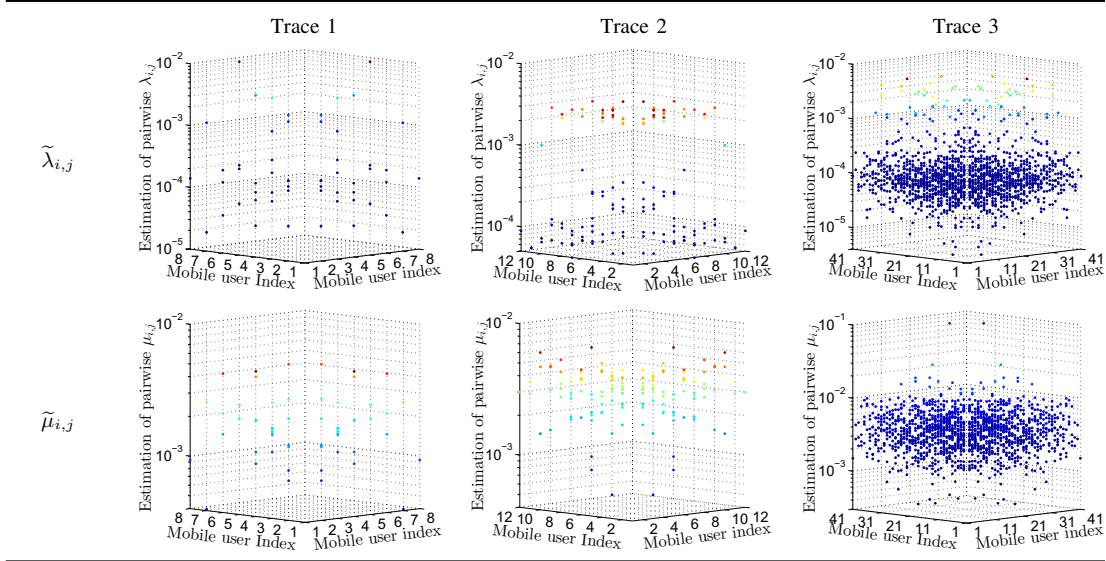 Trace 1 Trace 2 Trace 3
λ̃_{i,j}
Estimation of pairwise λ_{i,j}
10^{-2}
10^{-3}
10^{-4}
10^{-5}
8 7 6 5 4 3 2 1
1 2 3 4 5 6 7 8
Mobile user Index
Mobile user index
Estimation of pairwise λ_{i,j}
10^{-2}
10^{-3}
10^{-4}
12 10 8 6 4 2
2 4 6 8 10 12
Mobile user Index
Mobile user index
Estimation of pairwise λ_{i,j}
10^{-2}
10^{-3}
10^{-4}
10^{-5}
41 31 21 11 1
1 11 21 31 41
Mobile user Index
Mobile user index
μ̃_{i,j}
Estimation of pairwise μ_{i,j}
10^{-2}
10^{-3}
8 7 6 5 4 3 2 1
1 2 3 4 5 6 7 8
Mobile user Index
Mobile user index
Estimation of pairwise μ_{i,j}
10^{-2}
10^{-3}
12 10 8 6 4 2
2 4 6 8 10 12
Mobile user Index
Mobile user index
Estimation of pairwise μ_{i,j}
10^{-1}
10^{-2}
10^{-3}
41 31 21 11 1
1 11 21 31 41
Mobile user Index
Mobile user index